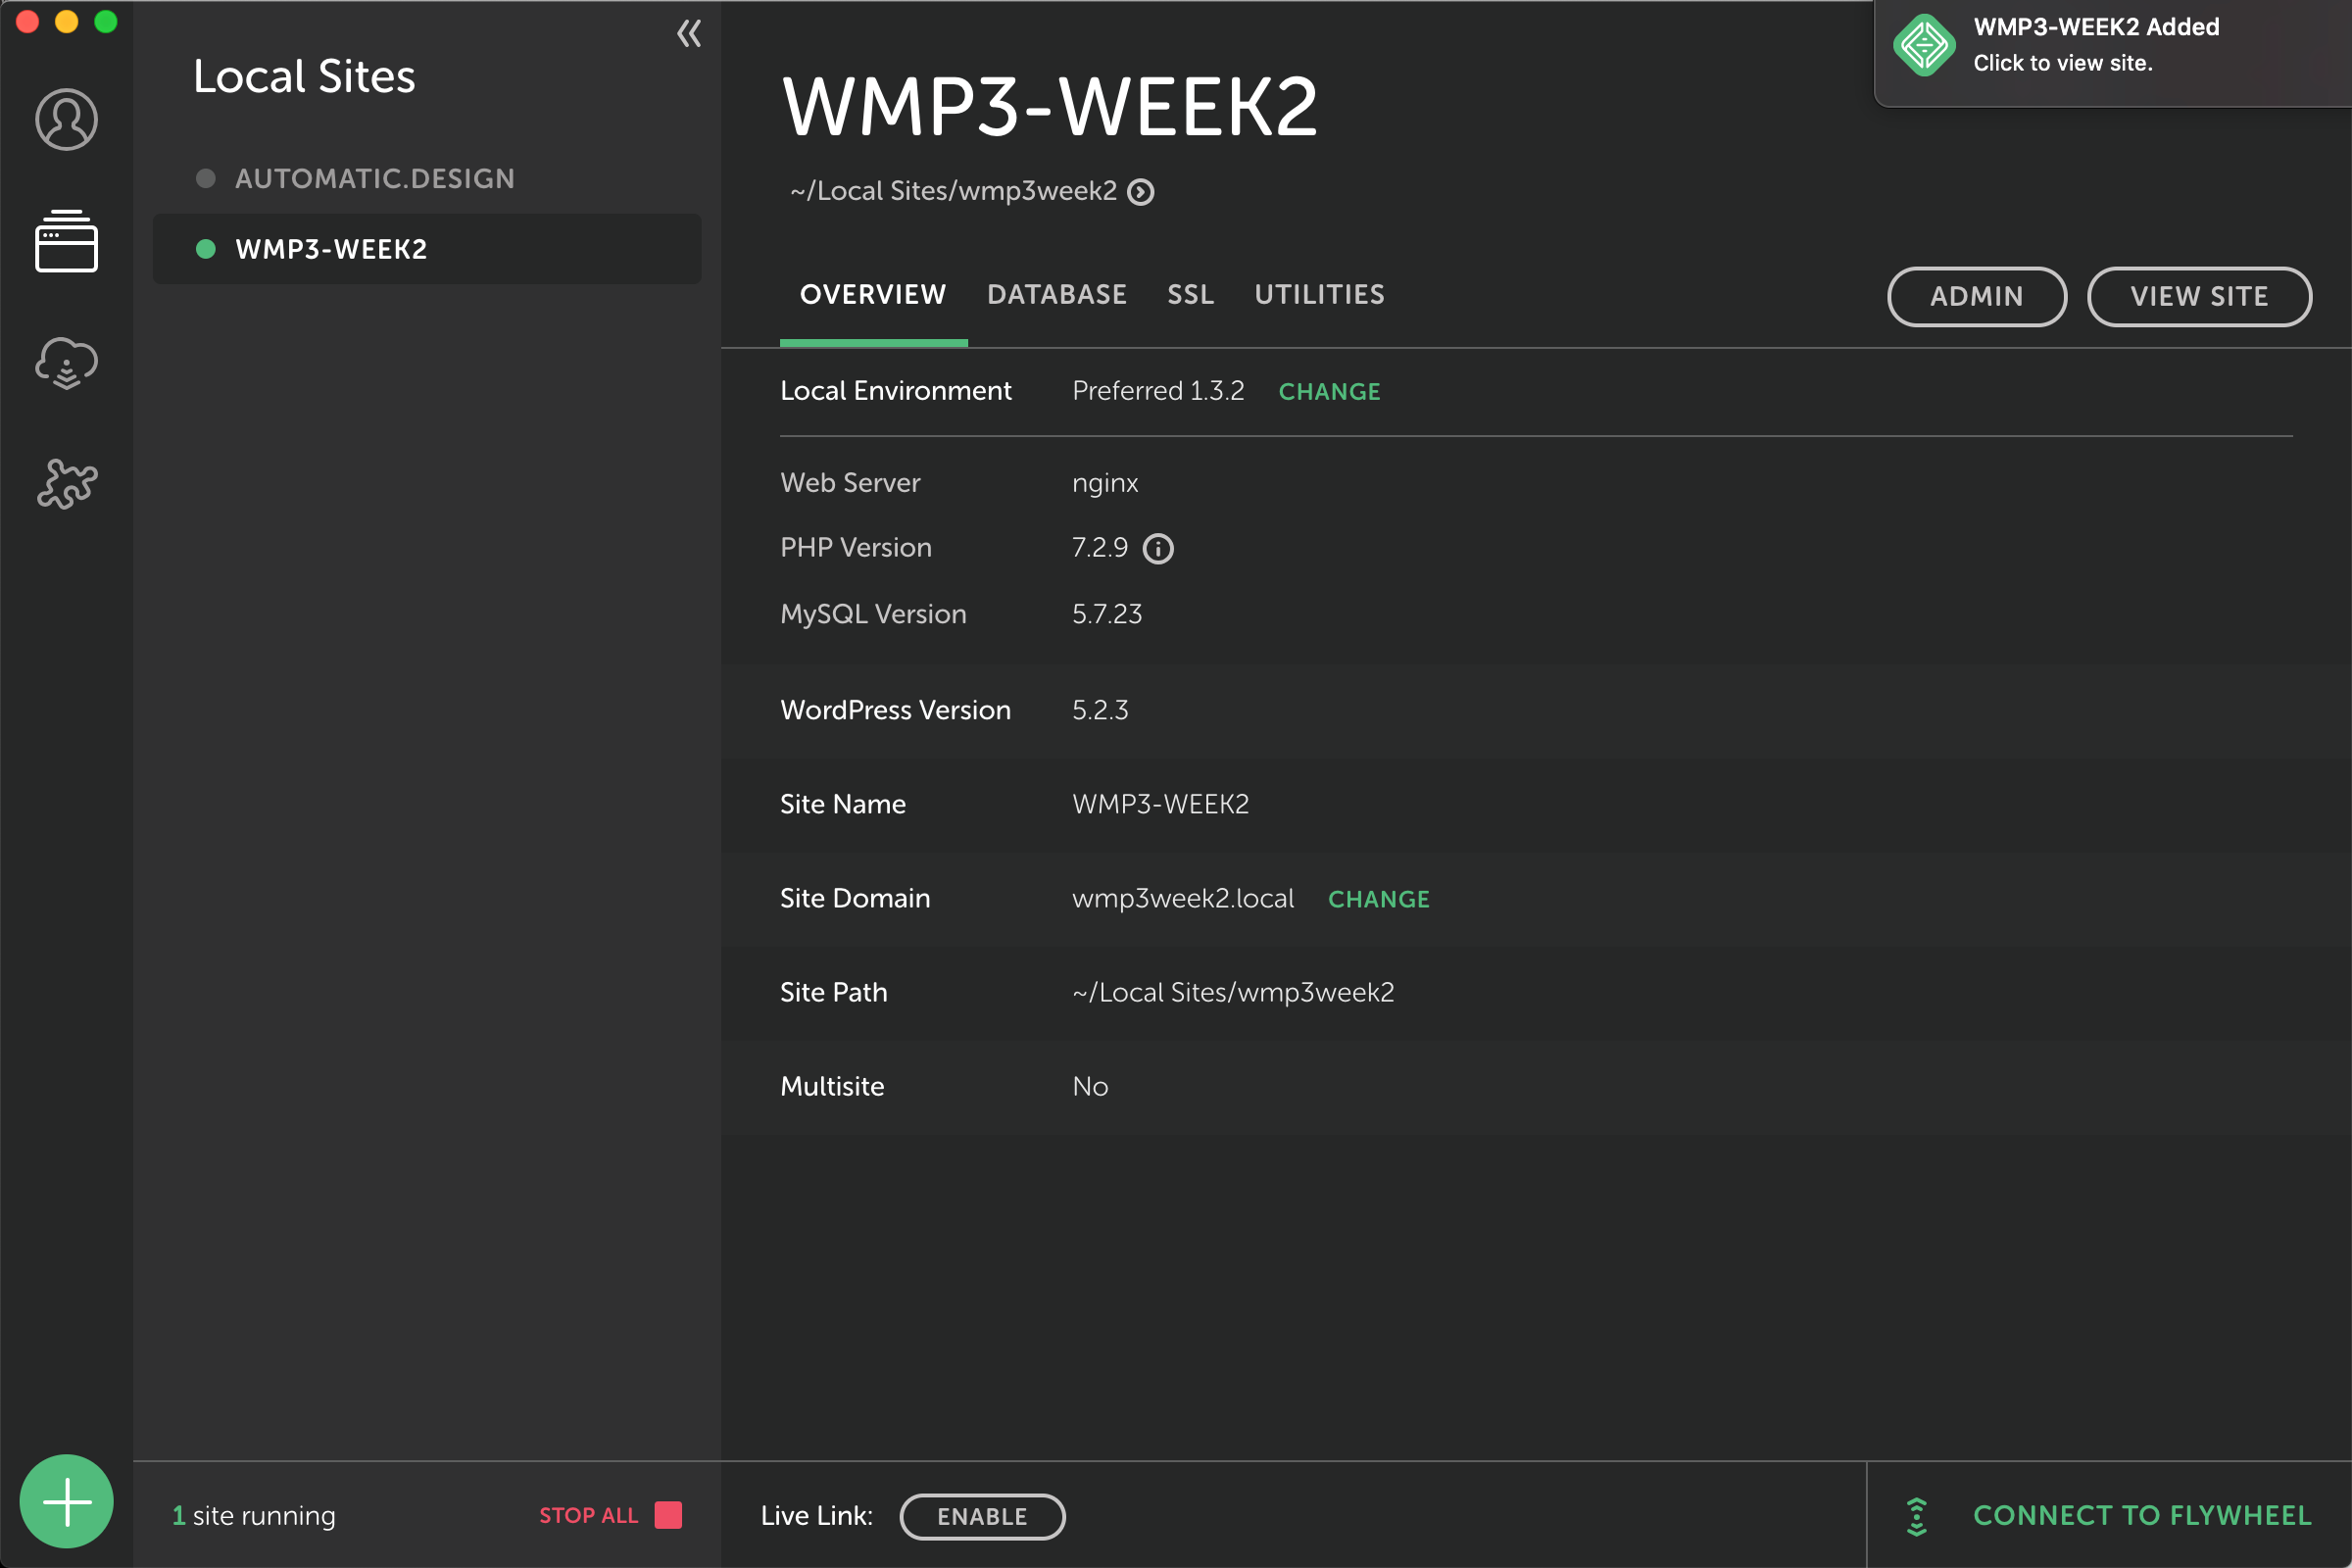 Local Sites
AUTOMATIC.DESIGN
WMP3-WEEK2
1 site running
STOP ALL
WMP3-WEEK2
~/Local Sites/wmp3week2
WMP3-WEEK2 Added
Click to view site.
OVERVIEW DATABASE SSL UTILITIES
ADMIN VIEW SITE
Local Environment Preferred 1.3.2 CHANGE
Web Server nginx
PHP Version 7.2.9
MySQL Version 5.7.23
WordPress Version 5.2.3
Site Name WMP3-WEEK2
Site Domain wmp3week2.local CHANGE
Site Path ~/Local Sites/wmp3week2
Multisite No
Live Link: ENABLE
CONNECT TO FLYWHEEL